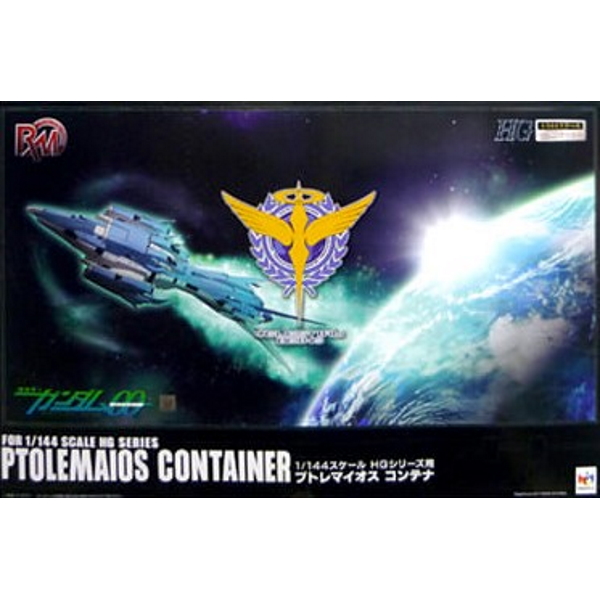 RM
HG
CELESTIAL BEING
ガンダム00
FOR 1/144 SCALE HG SERIES
PTOLEMAIOS CONTAINER
1/144スケール HGシリーズ用
プトレマイオス コンテナ